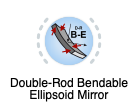 D-R
B-E
Double-Rod Bendable
Ellipsoid Mirror